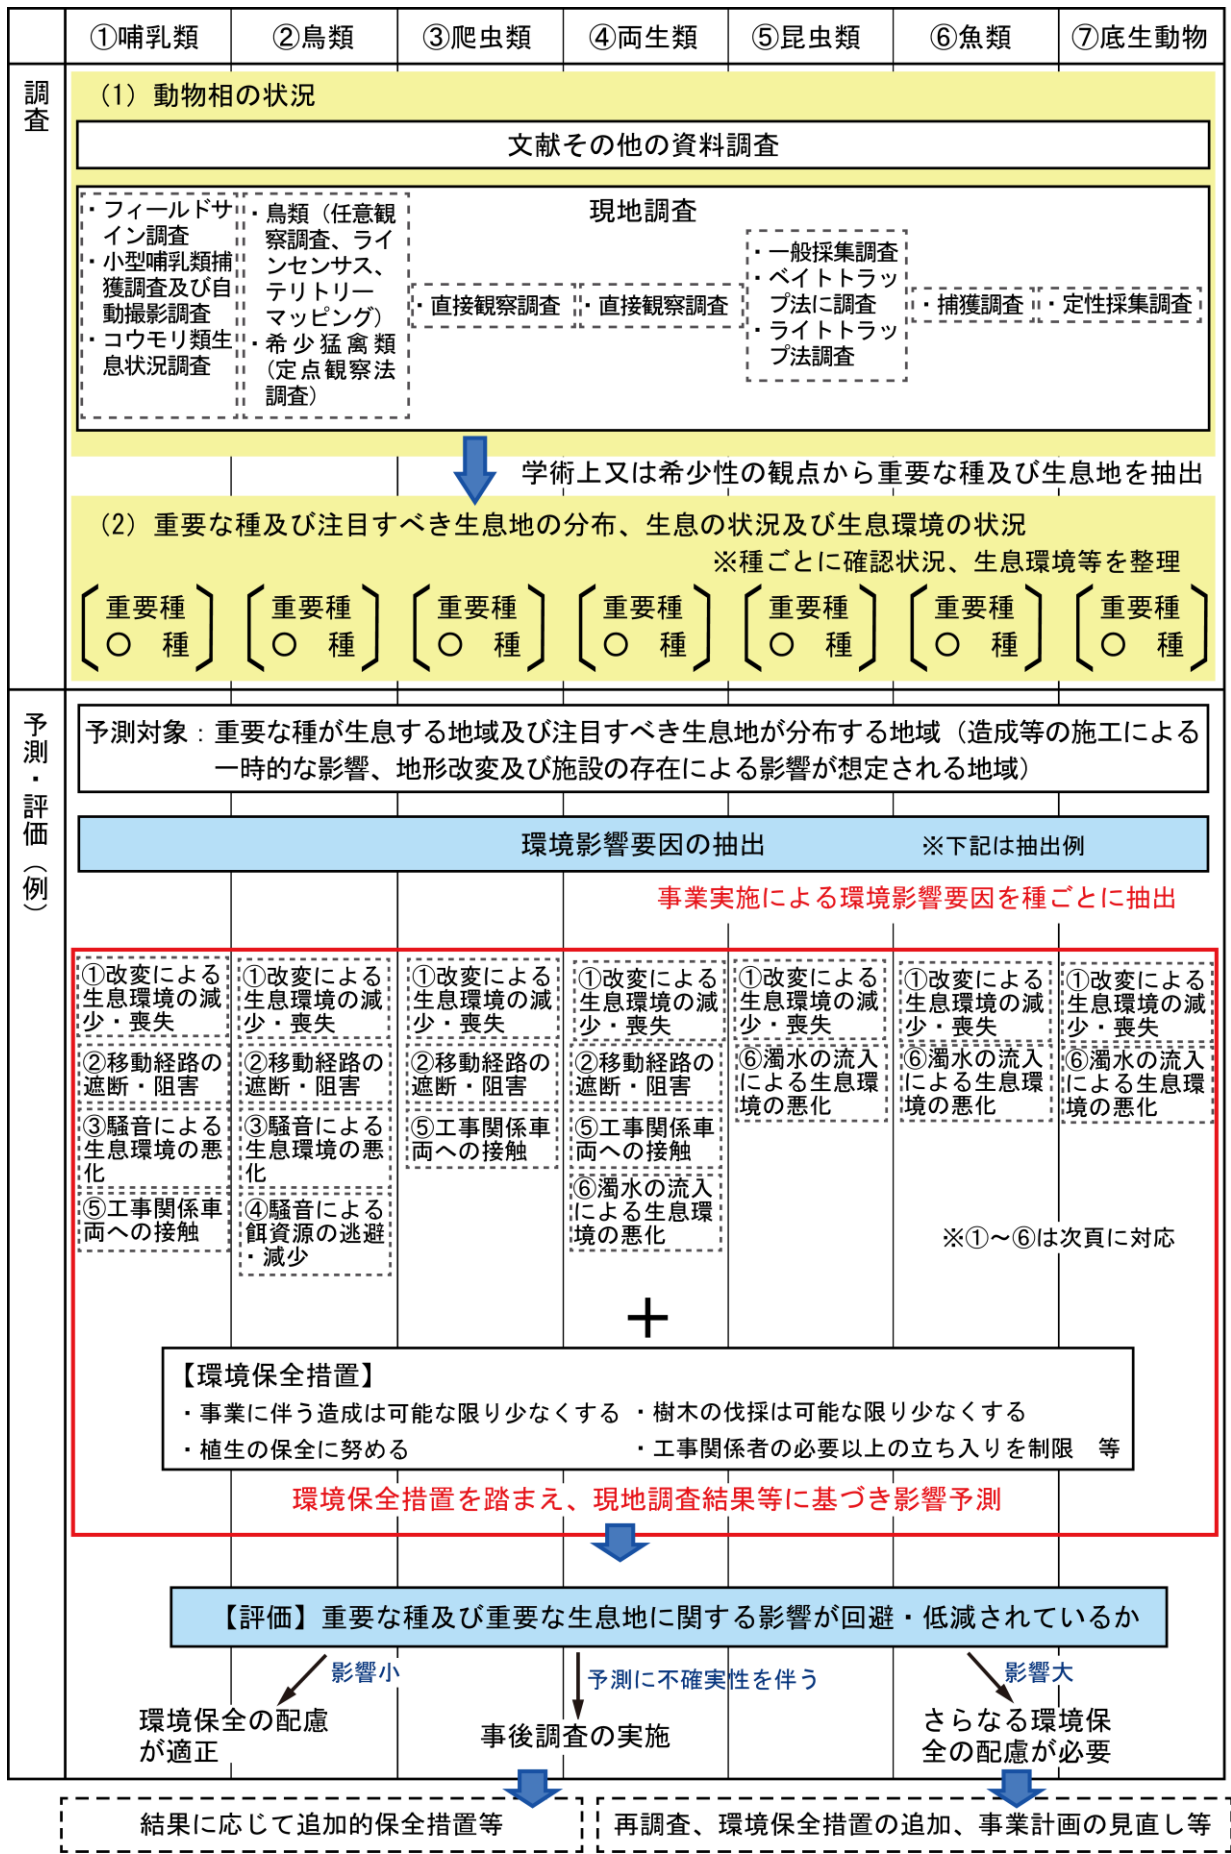 ①哺乳類
②鳥類
③爬虫類
④両生類
⑤昆虫類
⑥魚類
⑦底生動物
調査
(1) 動物相の状況
文献その他の資料調査
現地調査
・フィールドサ
イン調査
・小型哺乳類捕
獲調査及び自
動撮影調査
・コウモリ類生
息状況調査
・鳥類（任意観
察調査、ライ
ンセンサス、
テリトリー
マッピング）
・希少猛禽類
(定点観察法
調査)
・直接観察調査
・直接観察調査
・一般採集調査
・ベイトトラッ
プ法に調査
・ライトトラッ
プ法調査
・捕獲調査
・定性採集調査
学術上又は希少性の観点から重要な種及び生息地を抽出
(2) 重要な種及び注目すべき生息地の分布、生息の状況及び生息環境の状況
※種ごとに確認状況、生息環境等を整理
重要種
○ 種
重要種
○ 種
重要種
○ 種
重要種
○ 種
重要種
○ 種
重要種
○ 種
重要種
○ 種
予測・評価（例）
予測対象：重要な種が生息する地域及び注目すべき生息地が分布する地域（造成等の施工による
一時的な影響、地形改変及び施設の存在による影響が想定される地域）
環境影響要因の抽出 ※下記は抽出例
事業実施による環境影響要因を種ごとに抽出
①改変による
生息環境の減
少・喪失
②移動経路の
遮断・阻害
③騒音による
生息環境の悪
化
⑤工事関係車
両への接触
①改変による
生息環境の減
少・喪失
②移動経路の
遮断・阻害
③騒音による
生息環境の悪
化
④騒音による
餌資源の逃避
・減少
①改変による
生息環境の減
少・喪失
②移動経路の
遮断・阻害
⑤工事関係車
両への接触
①改変による
生息環境の減
少・喪失
②移動経路の
遮断・阻害
⑤工事関係車
両への接触
⑥濁水の流入
による生息環
境の悪化
①改変による
生息環境の減
少・喪失
⑥濁水の流入
による生息環
境の悪化
①改変による
生息環境の減
少・喪失
⑥濁水の流入
による生息環
境の悪化
①改変による
生息環境の減
少・喪失
⑥濁水の流入
による生息環
境の悪化
※①～⑥は次頁に対応
＋
【環境保全措置】
・事業に伴う造成は可能な限り少なくする ・樹木の伐採は可能な限り少なくする
・植生の保全に努める ・工事関係者の必要以上の立ち入りを制限 等
環境保全措置を踏まえ、現地調査結果等に基づき影響予測
【評価】重要な種及び重要な生息地に関する影響が回避・低減されているか
影響小
予測に不確実性を伴う
影響大
環境保全の配慮
が適正
事後調査の実施
さらなる環境保
全の配慮が必要
結果に応じて追加的保全措置等
再調査、環境保全措置の追加、事業計画の見直し等